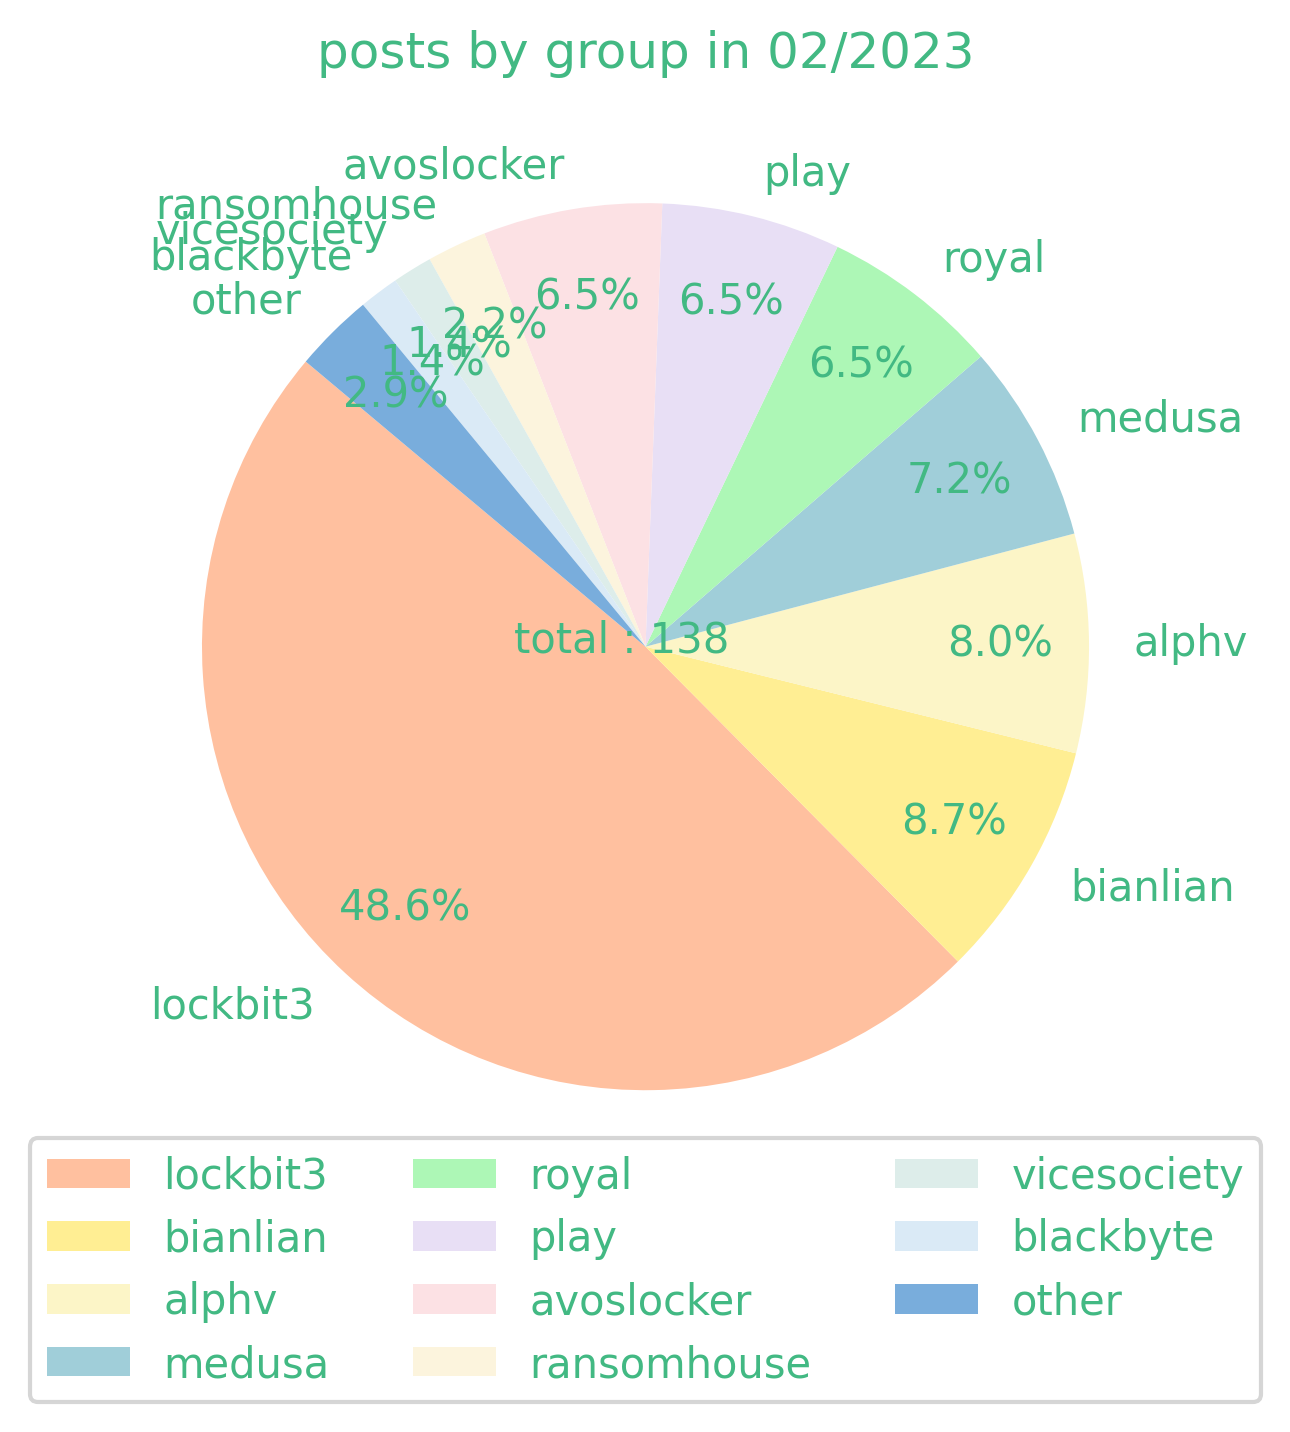 posts by group in 02/2023
avoslocker
play
ransomhouse
vicesociety
blackbyte
other
royal
medusa
alphv
bianlian
lockbit3
6.5%
6.5%
6.5%
2.2%
1.4%
1.4%
2.9%
7.2%
8.0%
8.7%
48.6%
total : 138
lockbit3
bianlian
alphv
medusa
royal
play
avoslocker
ransomhouse
vicesociety
blackbyte
other